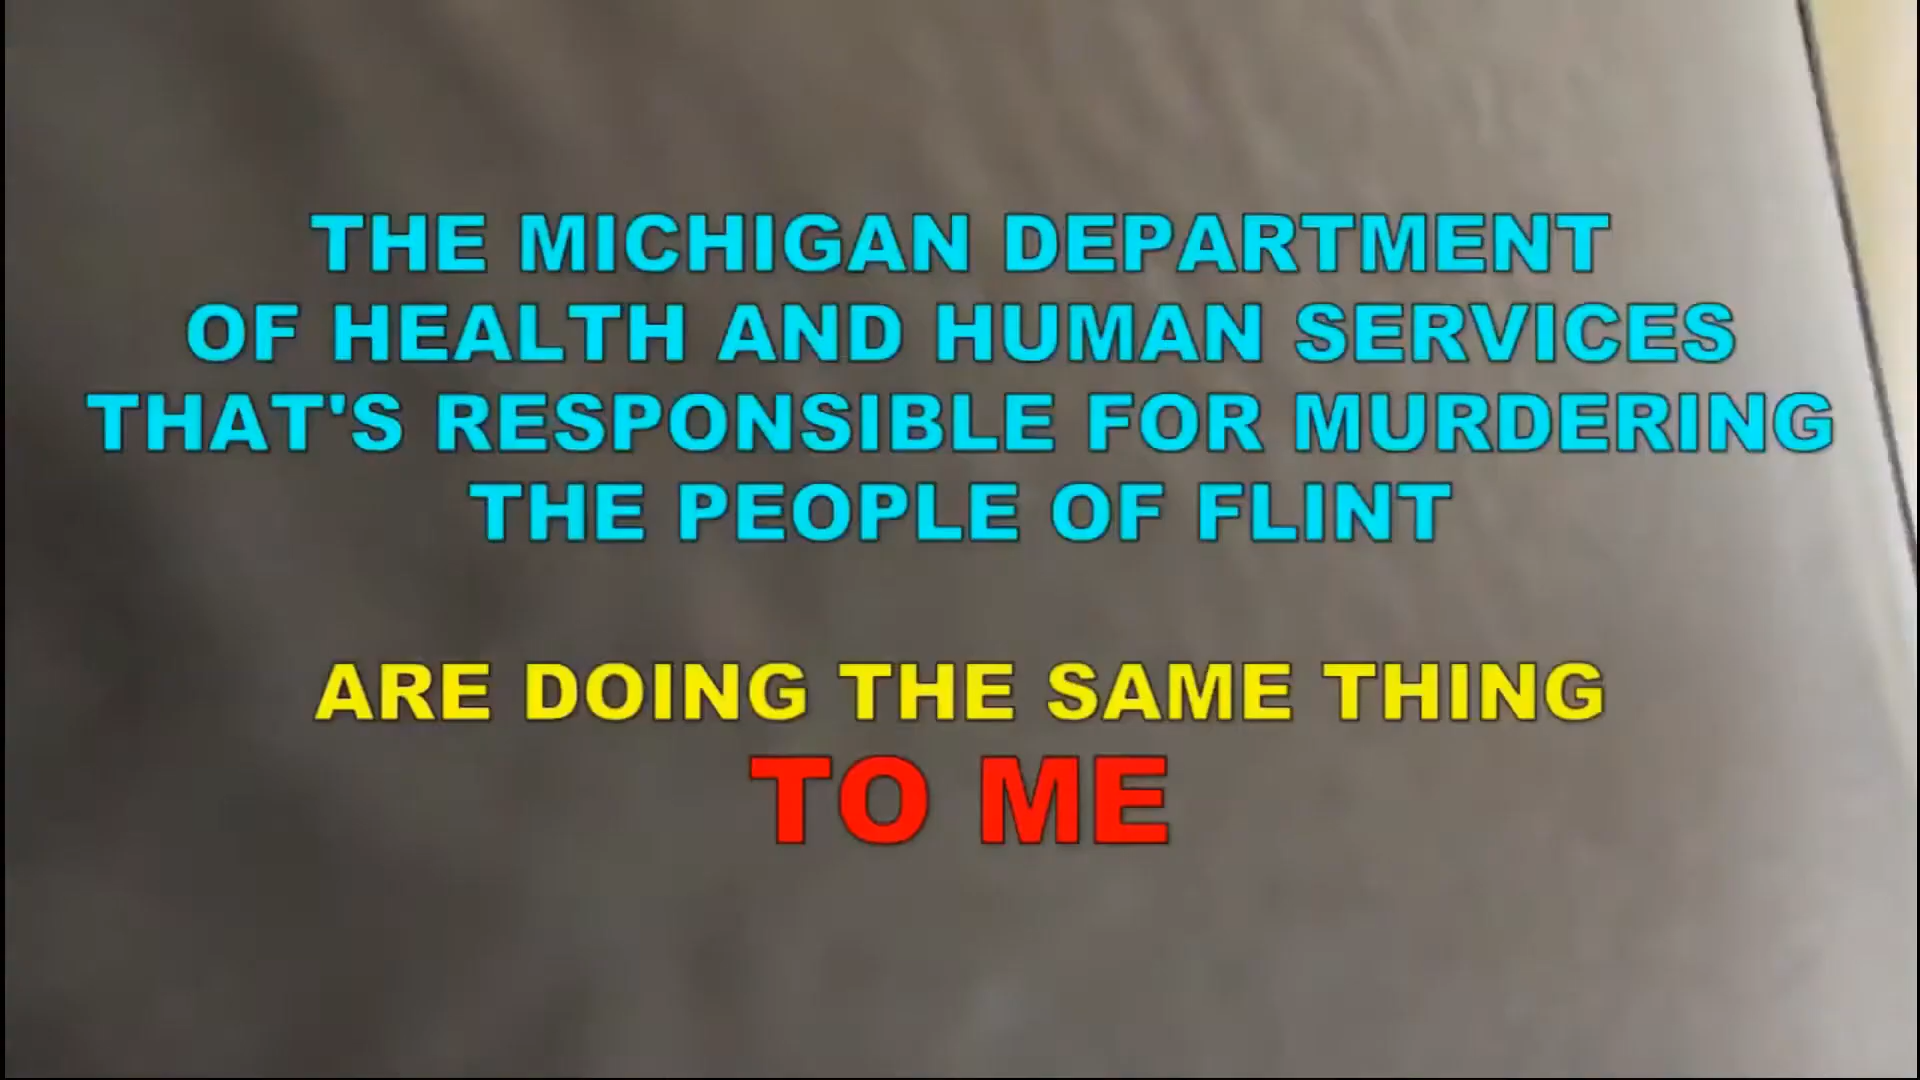 THE MICHIGAN DEPARTMENT
OF HEALTH AND HUMAN SERVICES
THAT'S RESPONSIBLE FOR MURDERING
THE PEOPLE OF FLINT
ARE DOING THE SAME THING
TO ME